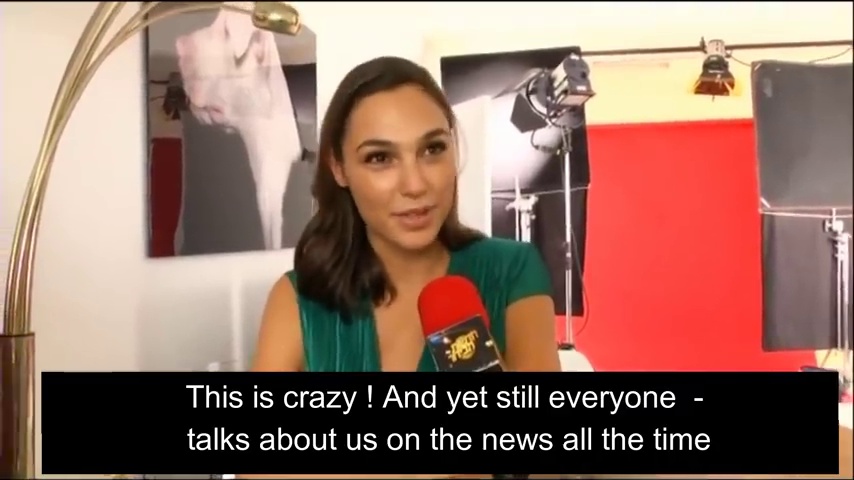 This is crazy ! And yet still everyone  -
talks about us on the news all the time